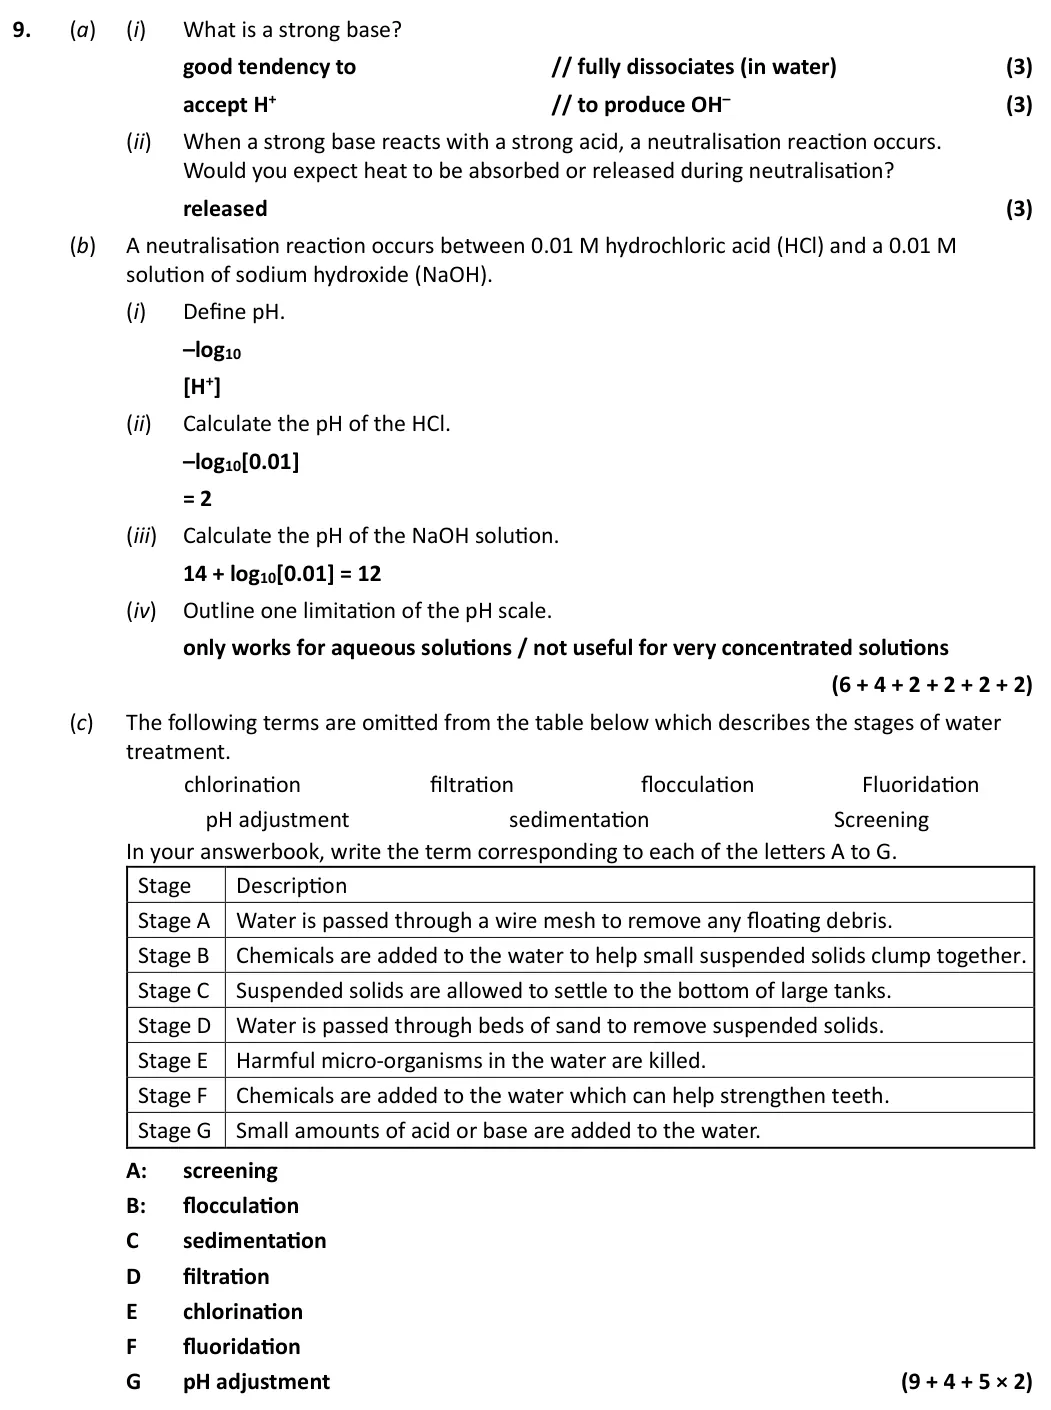 9. (a) (i) What is a strong base?
good tendency to // fully dissociates (in water) (3)
accept H⁺ // to produce OH⁻ (3)
(ii) When a strong base reacts with a strong acid, a neutralisation reaction occurs.
Would you expect heat to be absorbed or released during neutralisation?
released (3)
(b) A neutralisation reaction occurs between 0.01 M hydrochloric acid (HCl) and a 0.01 M
solution of sodium hydroxide (NaOH).
(i) Define pH.
–log₁₀
[H⁺]
(ii) Calculate the pH of the HCl.
–log₁₀[0.01]
= 2
(iii) Calculate the pH of the NaOH solution.
14 + log₁₀[0.01] = 12
(iv) Outline one limitation of the pH scale.
only works for aqueous solutions / not useful for very concentrated solutions
(6 + 4 + 2 + 2 + 2 + 2)
(c) The following terms are omitted from the table below which describes the stages of water
treatment.
chlorination filtration flocculation Fluoridation
pH adjustment sedimentation Screening
In your answerbook, write the term corresponding to each of the letters A to G.
Stage Description
Stage A Water is passed through a wire mesh to remove any floating debris.
Stage B Chemicals are added to the water to help small suspended solids clump together.
Stage C Suspended solids are allowed to settle to the bottom of large tanks.
Stage D Water is passed through beds of sand to remove suspended solids.
Stage E Harmful micro-organisms in the water are killed.
Stage F Chemicals are added to the water which can help strengthen teeth.
Stage G Small amounts of acid or base are added to the water.
A: screening
B: flocculation
C sedimentation
D filtration
E chlorination
F fluoridation
G pH adjustment (9 + 4 + 5 × 2)